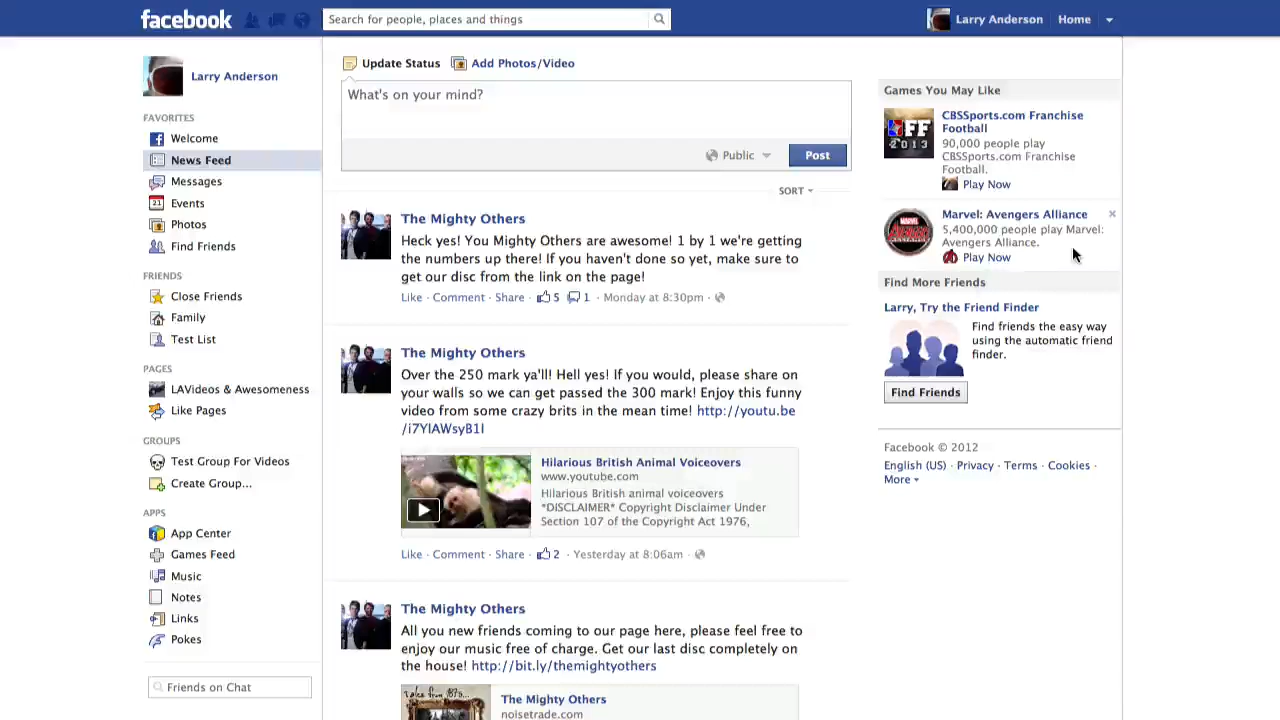 facebook
Search for people, places and things
Larry Anderson
Home
Larry Anderson
FAVORITES
Welcome
News Feed
Messages
Events
Photos
Find Friends
FRIENDS
Close Friends
Family
Test List
PAGES
LAVideos & Awesomeness
Like Pages
GROUPS
Test Group For Videos
Create Group...
APPS
App Center
Games Feed
Music
Notes
Links
Pokes
Friends on Chat
Update Status
Add Photos/Video
What's on your mind?
Public
Post
SORT
The Mighty Others
Heck yes! You Mighty Others are awesome! 1 by 1 we're getting
the numbers up there! If you haven't done so yet, make sure to
get our disc from the link on the page!
Like · Comment · Share · 5 1 · Monday at 8:30pm ·
The Mighty Others
Over the 250 mark ya'll! Hell yes! If you would, please share on
your walls so we can get passed the 300 mark! Enjoy this funny
video from some crazy brits in the mean time! http://youtu.be
/i7YlAWsyB1I
Hilarious British Animal Voiceovers
www.youtube.com
Hilarious British animal voiceovers
*DISCLAIMER* Copyright Disclaimer Under
Section 107 of the Copyright Act 1976,
Like · Comment · Share · 2 · Yesterday at 8:06am ·
The Mighty Others
All you new friends coming to our page here, please feel free to
enjoy our music free of charge. Get our last disc completely on
the house! http://bit.ly/themightyothers
The Mighty Others
noisetrade.com
Games You May Like
FF
2013
CBSSports.com Franchise
Football
90,000 people play
CBSSports.com Franchise
Football.
Play Now
Marvel: Avengers Alliance
5,400,000 people play Marvel:
Avengers Alliance.
Play Now
Find More Friends
Larry, Try the Friend Finder
Find friends the easy way
using the automatic friend
finder.
Find Friends
Facebook © 2012
English (US) · Privacy · Terms · Cookies ·
More